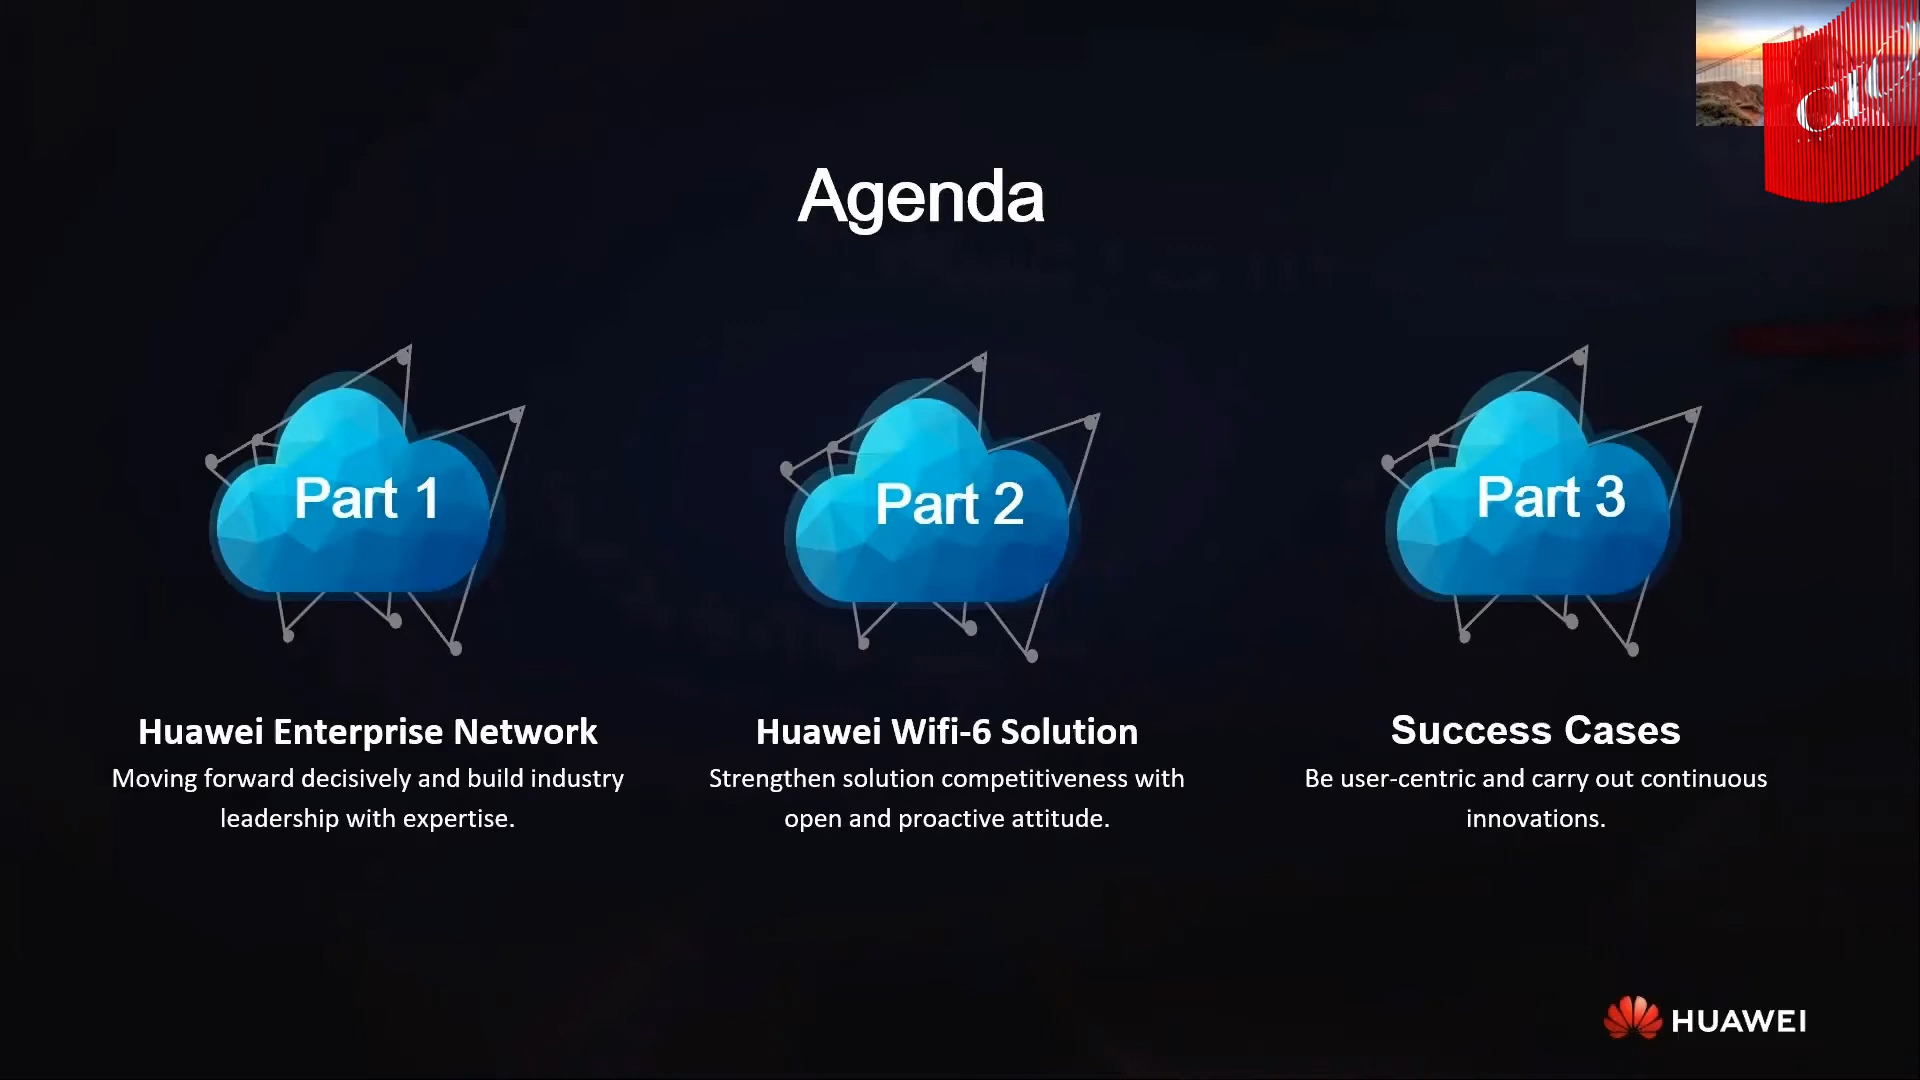 Agenda
Part 1
Part 2
Part 3
Huawei Enterprise Network
Moving forward decisively and build industry
leadership with expertise.
Huawei Wifi-6 Solution
Strengthen solution competitiveness with
open and proactive attitude.
Success Cases
Be user-centric and carry out continuous
innovations.
HUAWEI